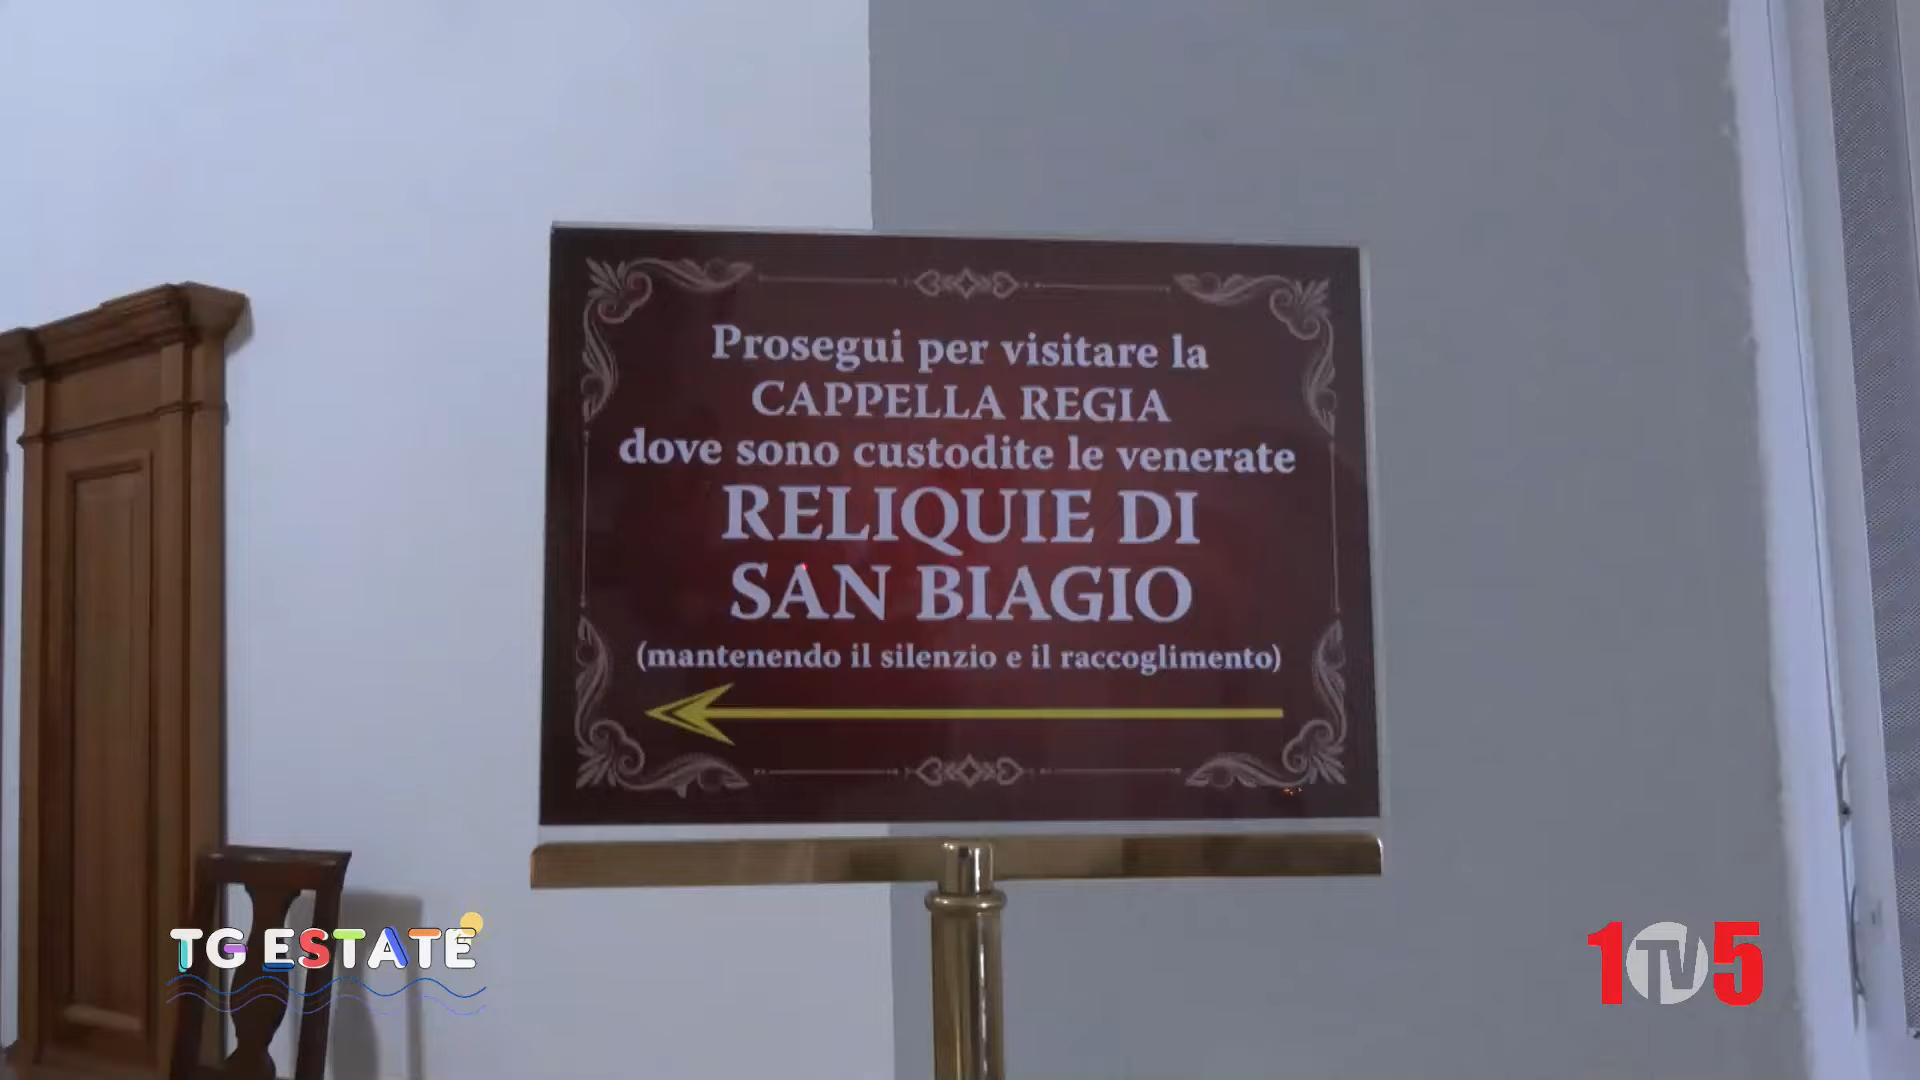 Prosegui per visitare la
CAPPELLA REGIA
dove sono custodite le venerate
RELIQUIE DI
SAN BIAGIO
(mantenendo il silenzio e il raccoglimento)
TG ESTATE
1TV5